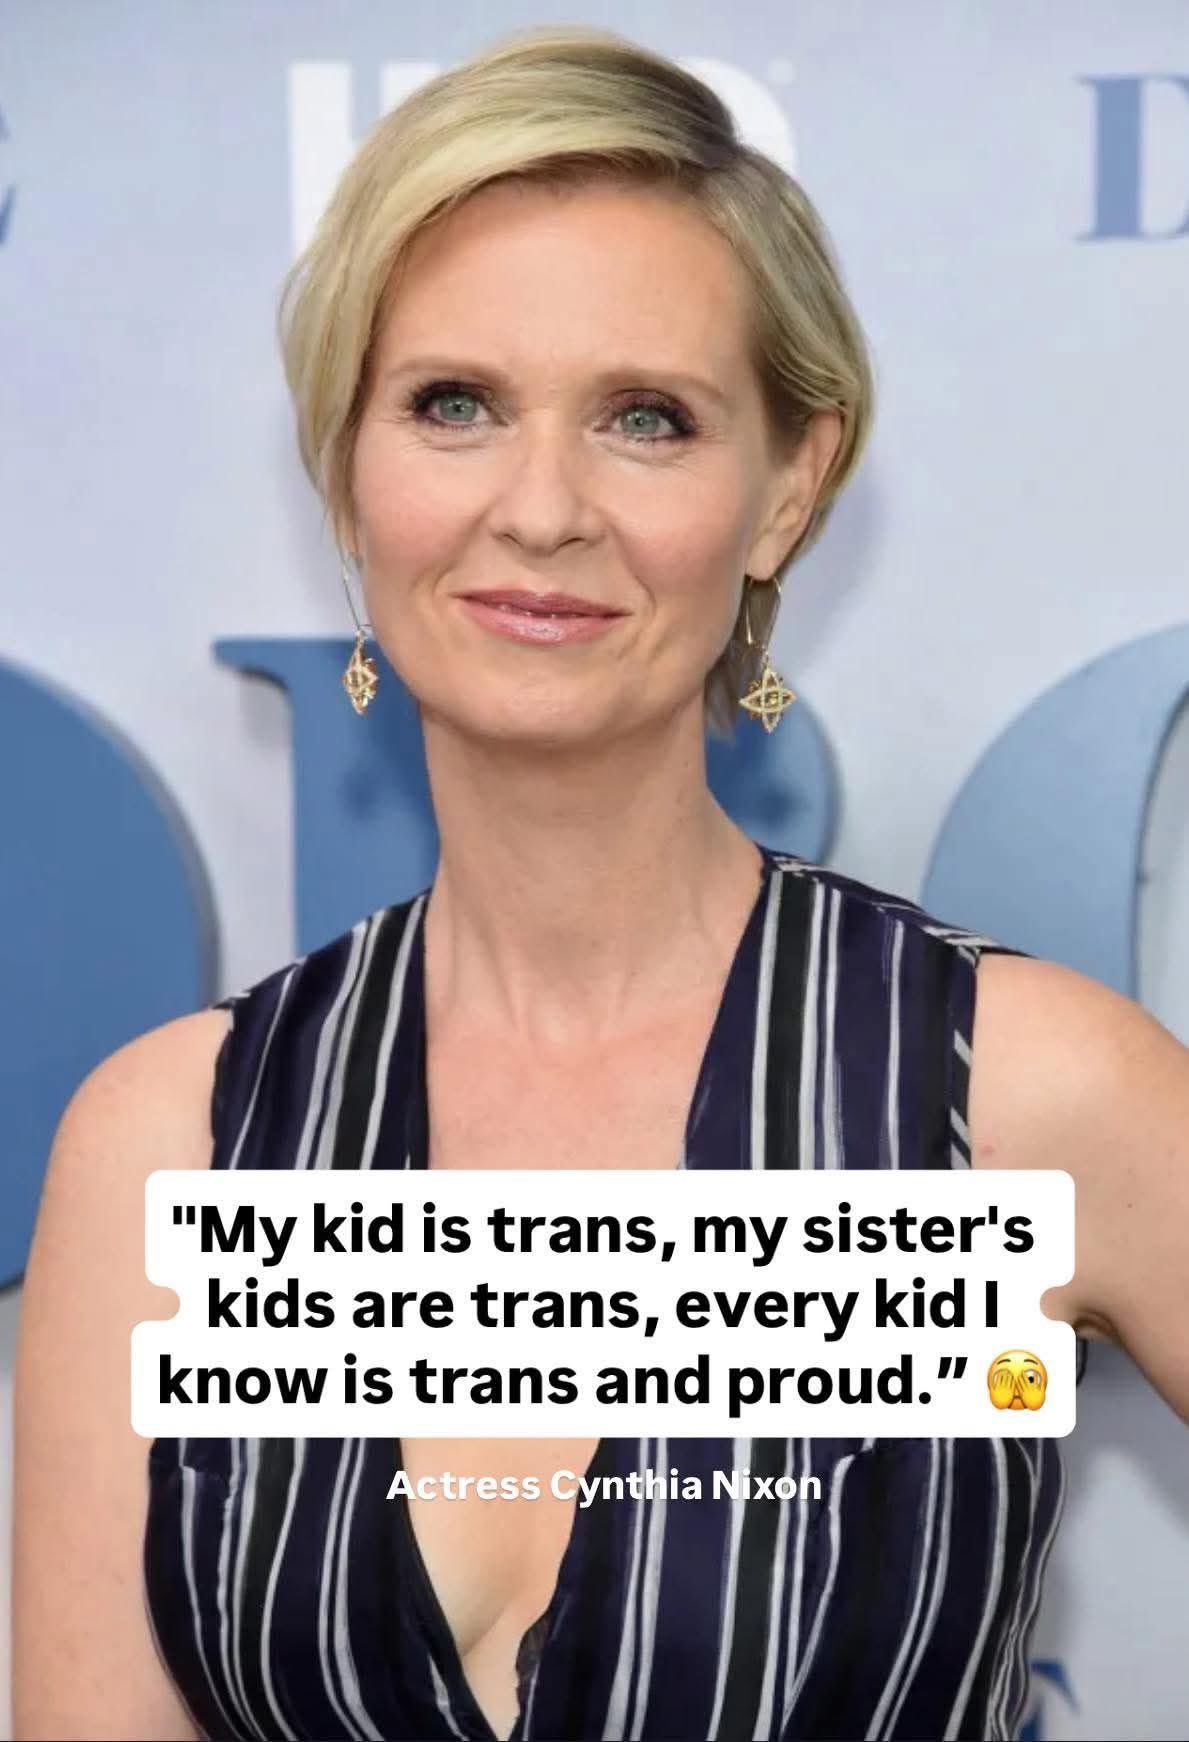 "My kid is trans, my sister's
kids are trans, every kid I
know is trans and proud.” 🫣
Actress Cynthia Nixon